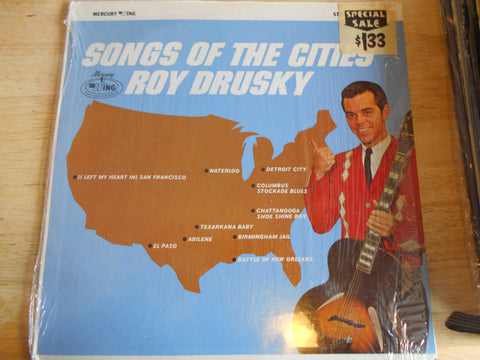 MERCURY WING
ST
SPECIAL
SALE
$1.33
SONGS OF THE CITIES
Mercury
WING
ROY DRUSKY
WATERLOO
DETROIT CITY
(I LEFT MY HEART IN) SAN FRANCISCO
COLUMBUS
STOCKADE BLUES
CHATTANOOGA
SHOE SHINE BOY
TEXARKANA BABY
ABILENE
BIRMINGHAM JAIL
EL PASO
BATTLE OF NEW ORLEANS